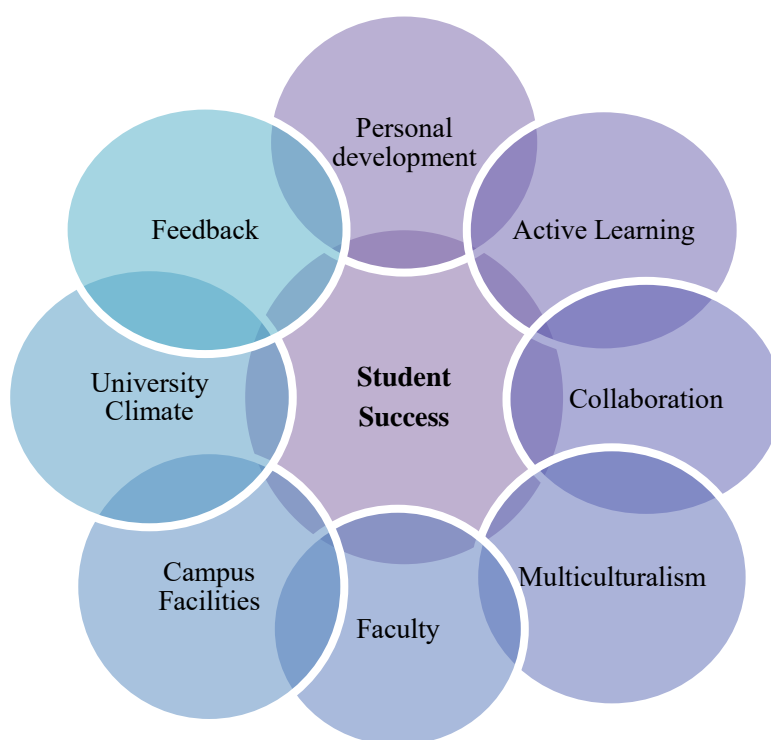 Personal
development
Feedback
Active Learning
Student
Success
University
Climate
Collaboration
Campus
Facilities
Multiculturalism
Faculty